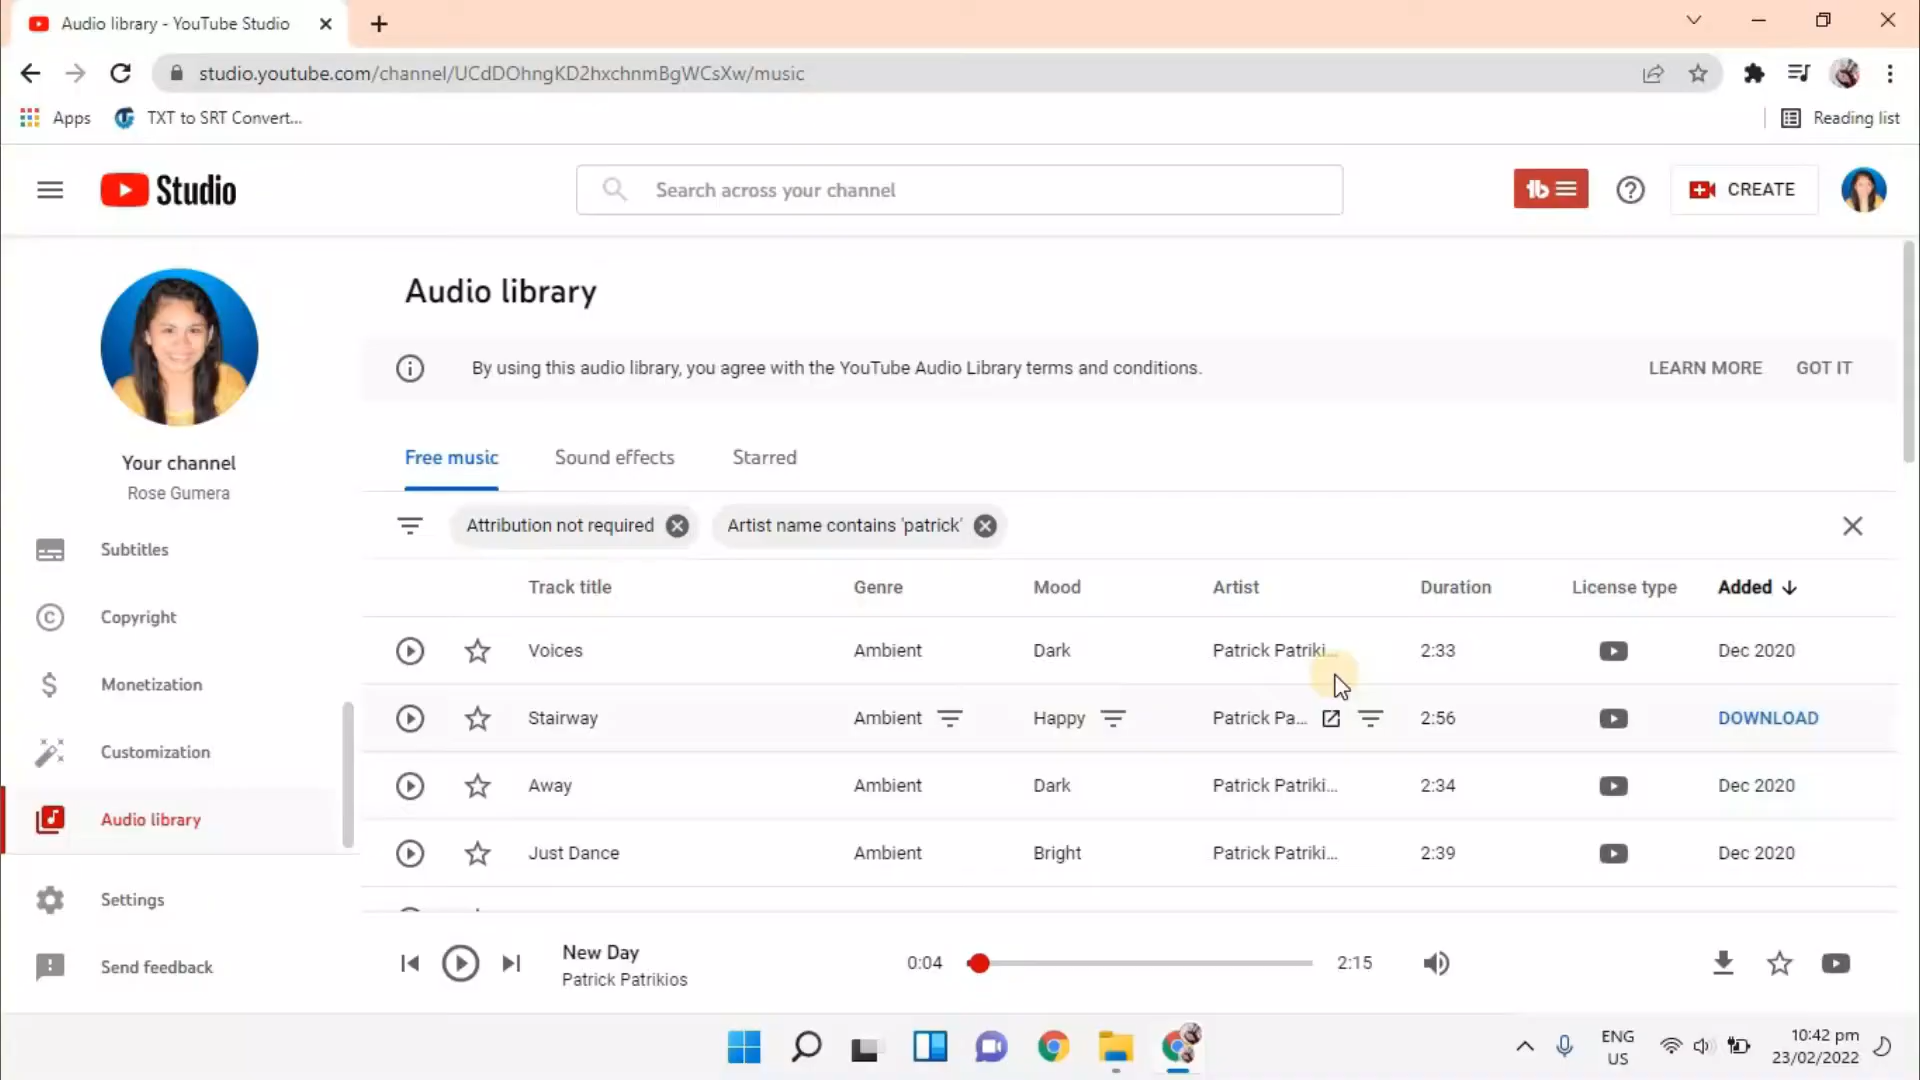 Audio library - YouTube Studio
studio.youtube.com/channel/UCdDOhngKD2hxchnmBgWCsXw/music
Apps
TXT to SRT Convert...
Reading list
Studio
Search across your channel
CREATE
Your channel
Rose Gumera
Subtitles
Copyright
Monetization
Customization
Audio library
Settings
Send feedback
Audio library
By using this audio library, you agree with the YouTube Audio Library terms and conditions.
LEARN MORE
GOT IT
Free music
Sound effects
Starred
Attribution not required
Artist name contains 'patrick'
Track title Genre Mood Artist Duration License type Added
Voices Ambient Dark Patrick Patriki... 2:33 Dec 2020
Stairway Ambient Happy Patrick Pa... 2:56 DOWNLOAD
Away Ambient Dark Patrick Patriki... 2:34 Dec 2020
Just Dance Ambient Bright Patrick Patriki... 2:39 Dec 2020
New Day
Patrick Patrikios
0:04
2:15
ENG
US
10:42 pm
23/02/2022